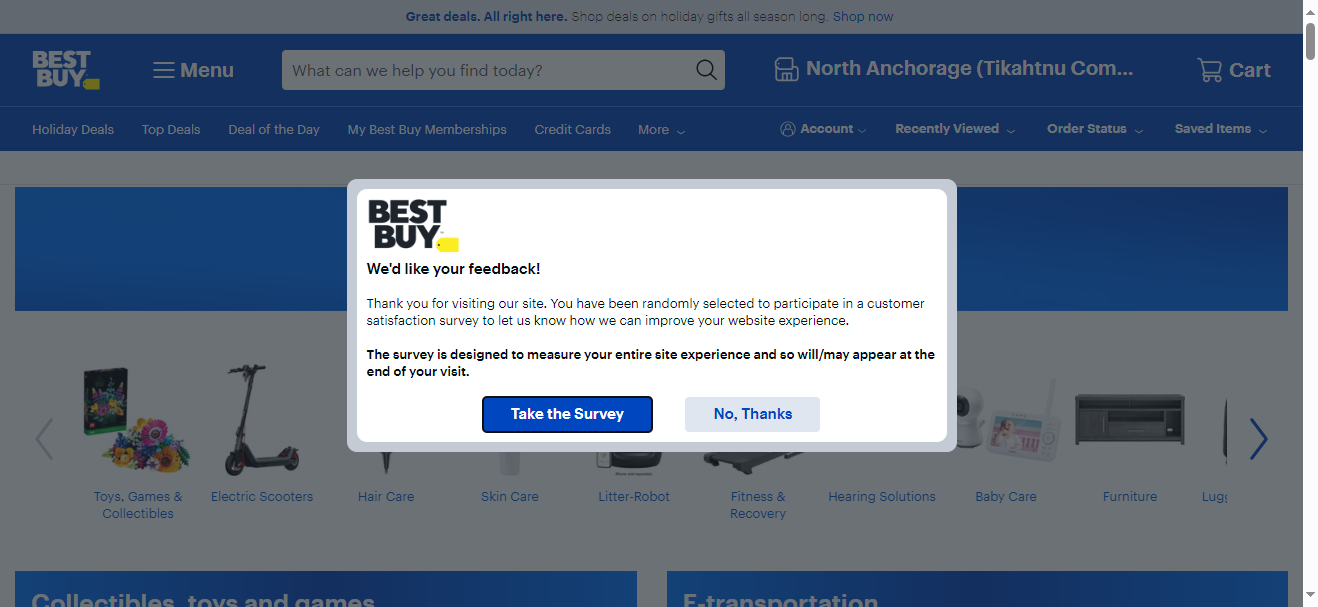 Great deals. All right here. Shop deals on holiday gifts all season long. Shop now
BEST
BUY
Menu
What can we help you find today?
North Anchorage (Tikahtnu Com...
Cart
Holiday Deals
Top Deals
Deal of the Day
My Best Buy Memberships
Credit Cards
More
Account
Recently Viewed
Order Status
Saved Items
BEST
BUY
We'd like your feedback!
Thank you for visiting our site. You have been randomly selected to participate in a customer
satisfaction survey to let us know how we can improve your website experience.
The survey is designed to measure your entire site experience and so will/may appear at the
end of your visit.
Take the Survey
No, Thanks
Toys, Games &
Collectibles
Electric Scooters
Hair Care
Skin Care
Litter-Robot
Fitness &
Recovery
Hearing Solutions
Baby Care
Furniture
Lugg
Collectibles, toys and games
E-transportation